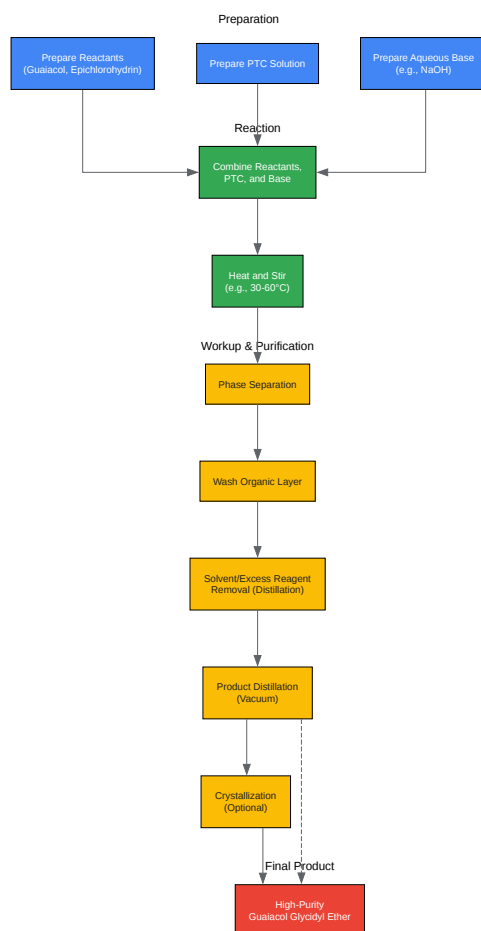 Preparation
Prepare Reactants
(Guaiacol, Epichlorohydrin)
Prepare PTC Solution
Prepare Aqueous Base
(e.g., NaOH)
Reaction
Combine Reactants,
PTC, and Base
Heat and Stir
(e.g., 30-60°C)
Workup & Purification
Phase Separation
Wash Organic Layer
Solvent/Excess Reagent
Removal (Distillation)
Product Distillation
(Vacuum)
Crystallization
(Optional)
Final Product
High-Purity
Guaiacol Glycidyl Ether